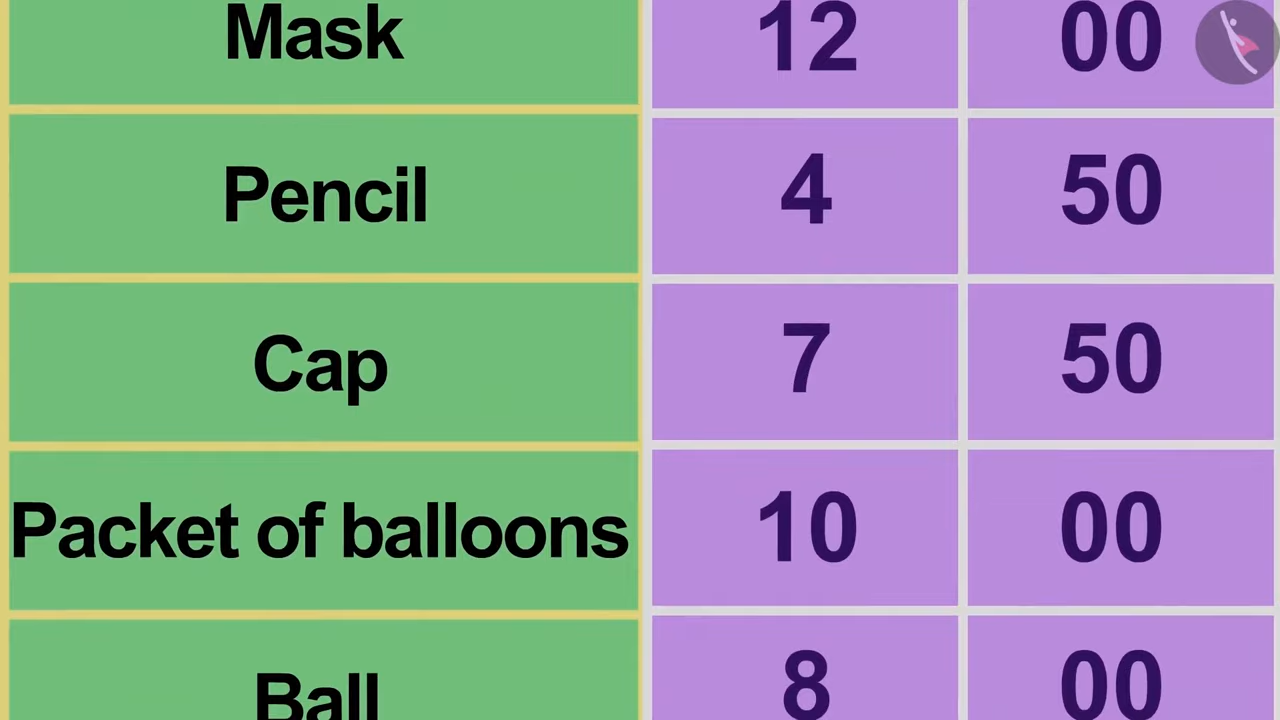 Mask 12 00
Pencil 4 50
Cap 7 50
Packet of balloons 10 00
Ball 8 00